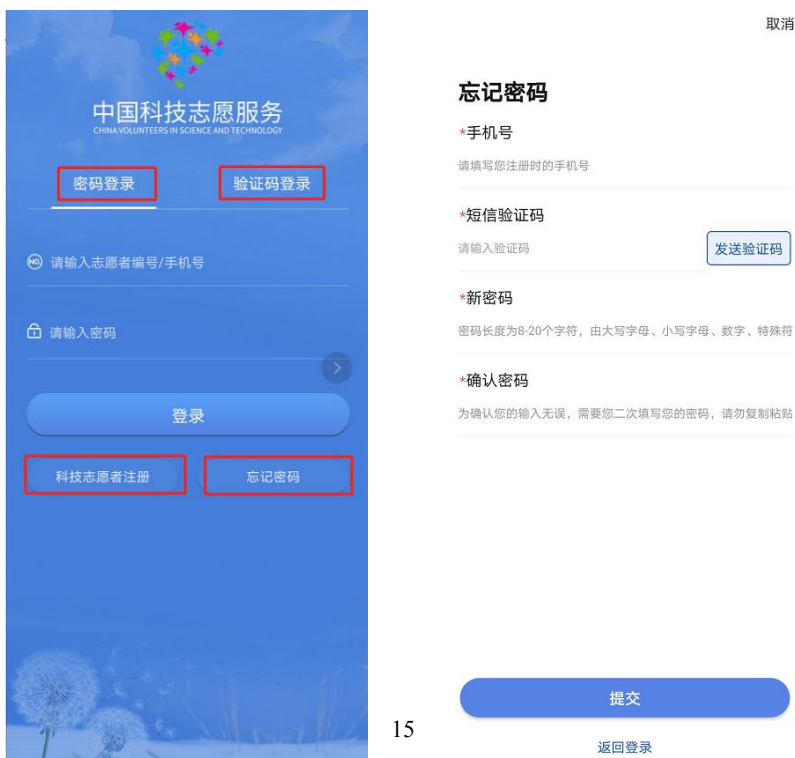 中国科技志愿服务
CHINA VOLUNTEERS IN SCIENCE AND TECHNOLOGY
密码登录 验证码登录
NO 请输入志愿者编号/手机号
请输入密码
登录
科技志愿者注册 忘记密码
15
取消
忘记密码
*手机号
请填写您注册时的手机号
*短信验证码
请输入验证码 发送验证码
*新密码
密码长度为8-20个字符，由大写字母、小写字母、数字、特殊符
*确认密码
为确认您的输入无误，需要您二次填写您的密码，请勿复制粘贴
提交
返回登录